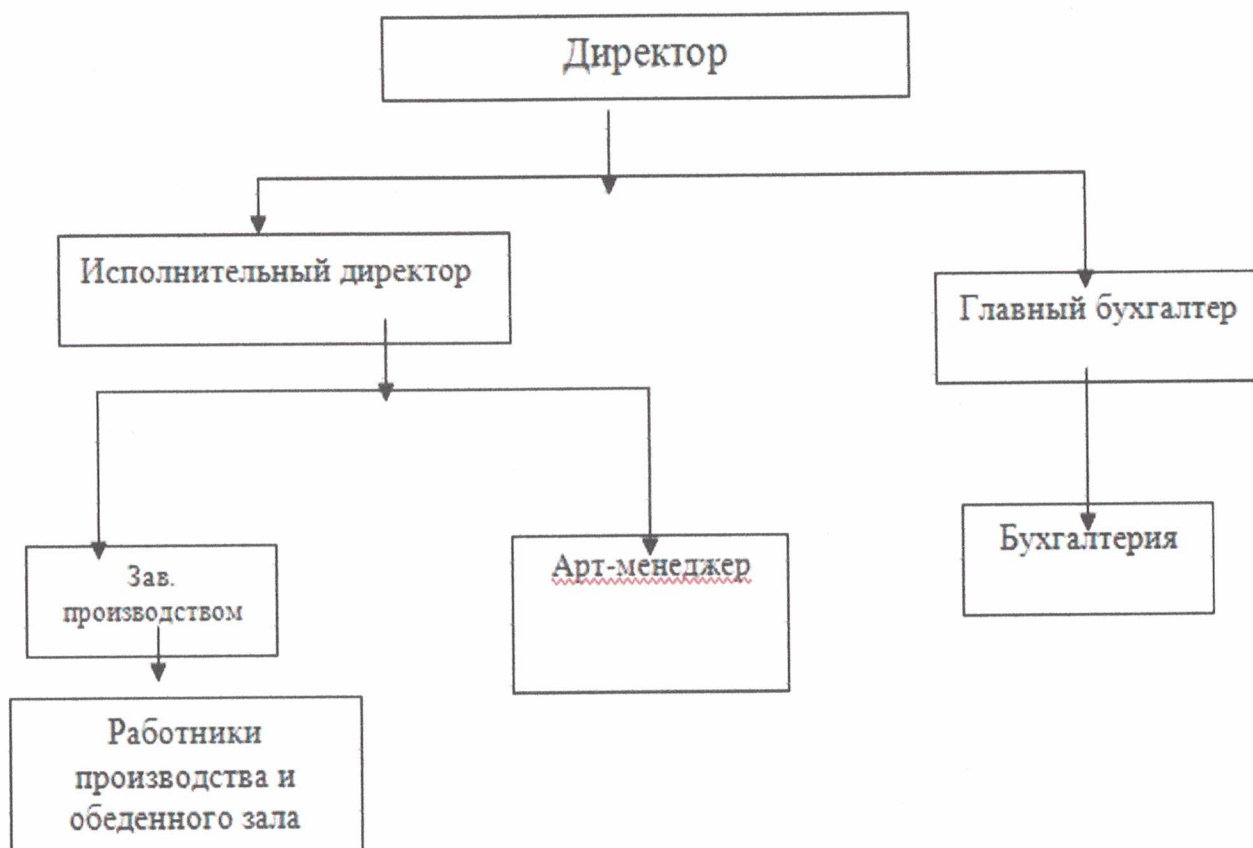 Директор
Исполнительный директор
Главный бухгалтер
Зав.
производством
Арт-менеджер
Бухгалтерия
Работники
производства и
обеденного зала